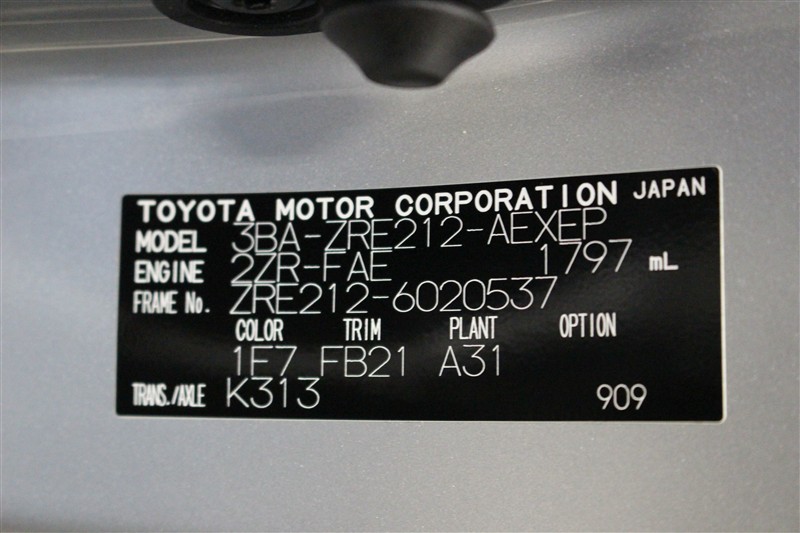 TOYOTA MOTOR CORPORATION JAPAN
MODEL 3BA-ZRE212-AEXEP
ENGINE 2ZR-FAE 1797 mL
FRAME No. ZRE212-6020537
COLOR TRIM PLANT OPTION
1F7 FB21 A31
TRANS./AXLE K313 909